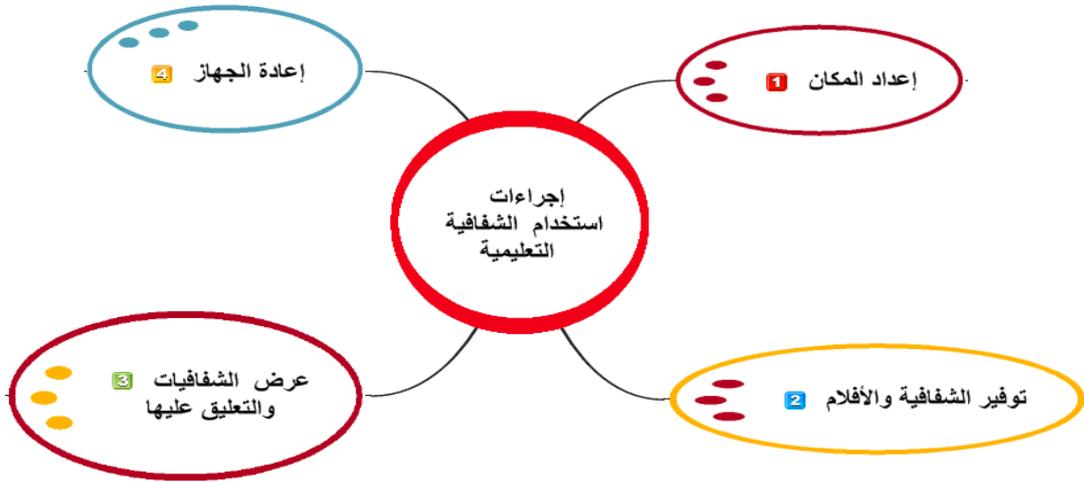 إجراءات
استخدام الشفافية
التعليمية
1 إعداد المكان
2 توفير الشفافية والأفلام
3 عرض الشفافيات
والتعليق عليها
4 إعادة الجهاز